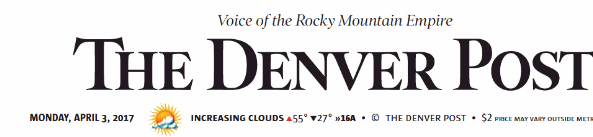 Voice of the Rocky Mountain Empire
THE DENVER POST
MONDAY, APRIL 3, 2017 INCREASING CLOUDS ▲55° ▼27° »16A • © THE DENVER POST • $2 PRICE MAY VARY OUTSIDE METR